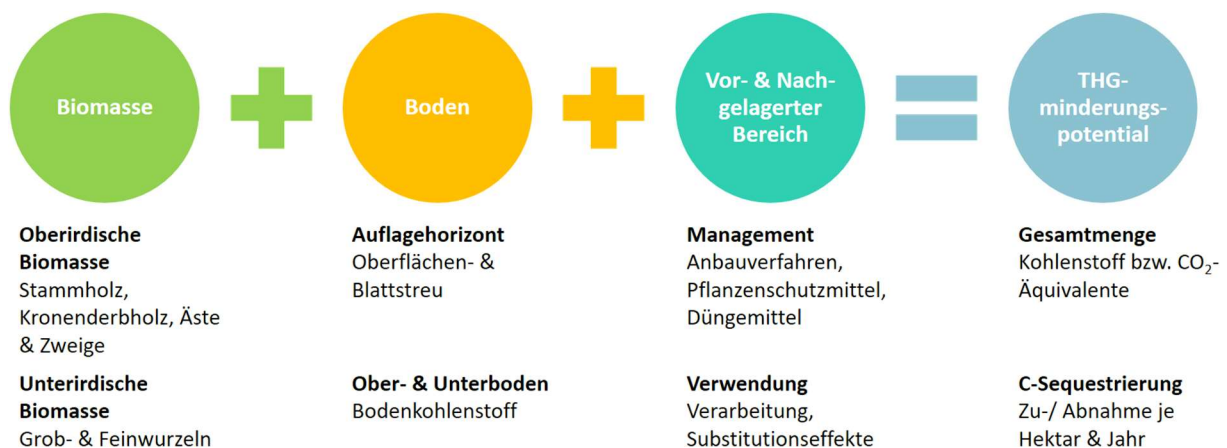 Biomasse
Boden
Vor- & Nach-
gelagerter
Bereich
THG-
minderungs-
potential
Oberirdische
Biomasse
Stammholz,
Kronenderbholz, Äste
& Zweige
Auflagehorizont
Oberflächen- &
Blattstreu
Management
Anbauverfahren,
Pflanzenschutzmittel,
Düngemittel
Gesamtmenge
Kohlenstoff bzw. CO₂-
Äquivalente
Unterirdische
Biomasse
Grob- & Feinwurzeln
Ober- & Unterboden
Bodenkohlenstoff
Verwendung
Verarbeitung,
Substitutionseffekte
C-Sequestrierung
Zu-/ Abnahme je
Hektar & Jahr